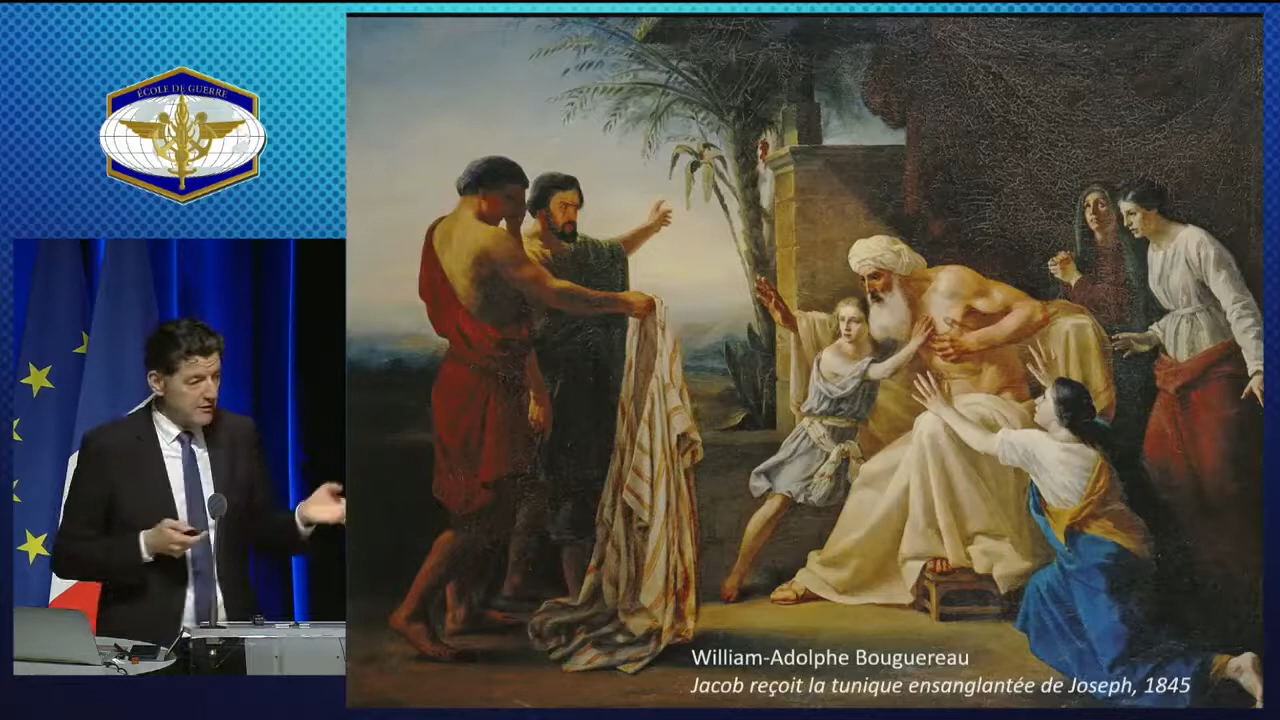 ÉCOLE DE GUERRE
William-Adolphe Bouguereau
Jacob reçoit la tunique ensanglantée de Joseph, 1845